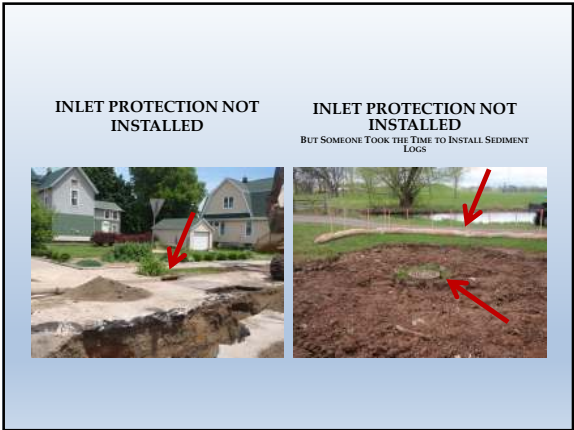 INLET PROTECTION NOT
INSTALLED
INLET PROTECTION NOT
INSTALLED
BUT SOMEONE TOOK THE TIME TO INSTALL SEDIMENT
LOGS